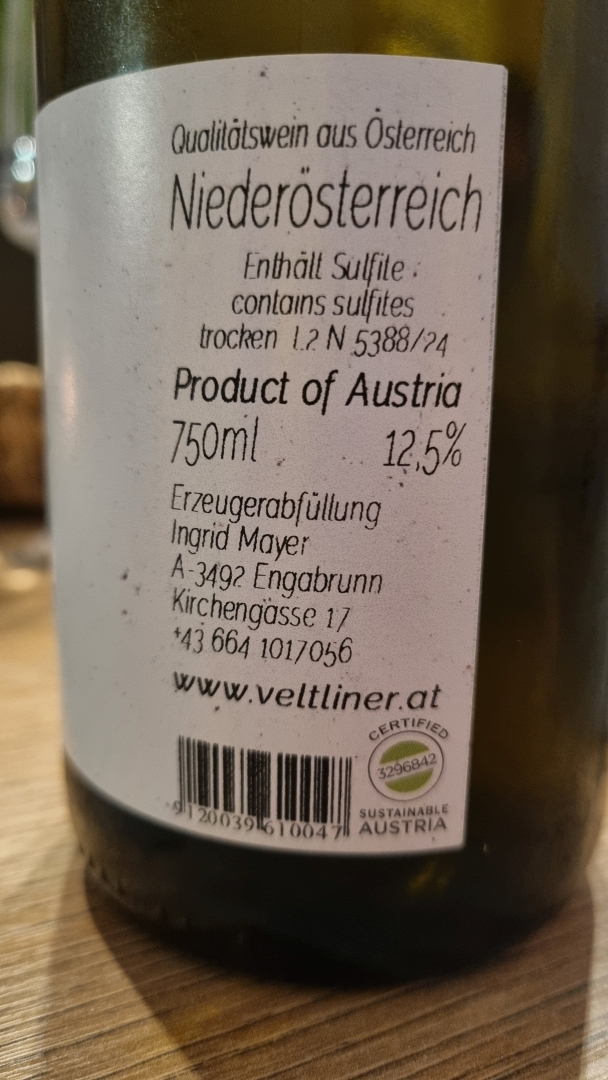 Qualitätswein aus Österreich
Niederösterreich
Enthält Sulfite
contains sulfites
trocken L2 N 5388/24
Product of Austria
750ml 12,5%
Erzeugerabfüllung
Ingrid Mayer
A-3492 Engabrunn
Kirchengasse 17
+43 664 1017056
www.veltliner.at
CERTIFIED
3296842
SUSTAINABLE
AUSTRIA
9120039610047